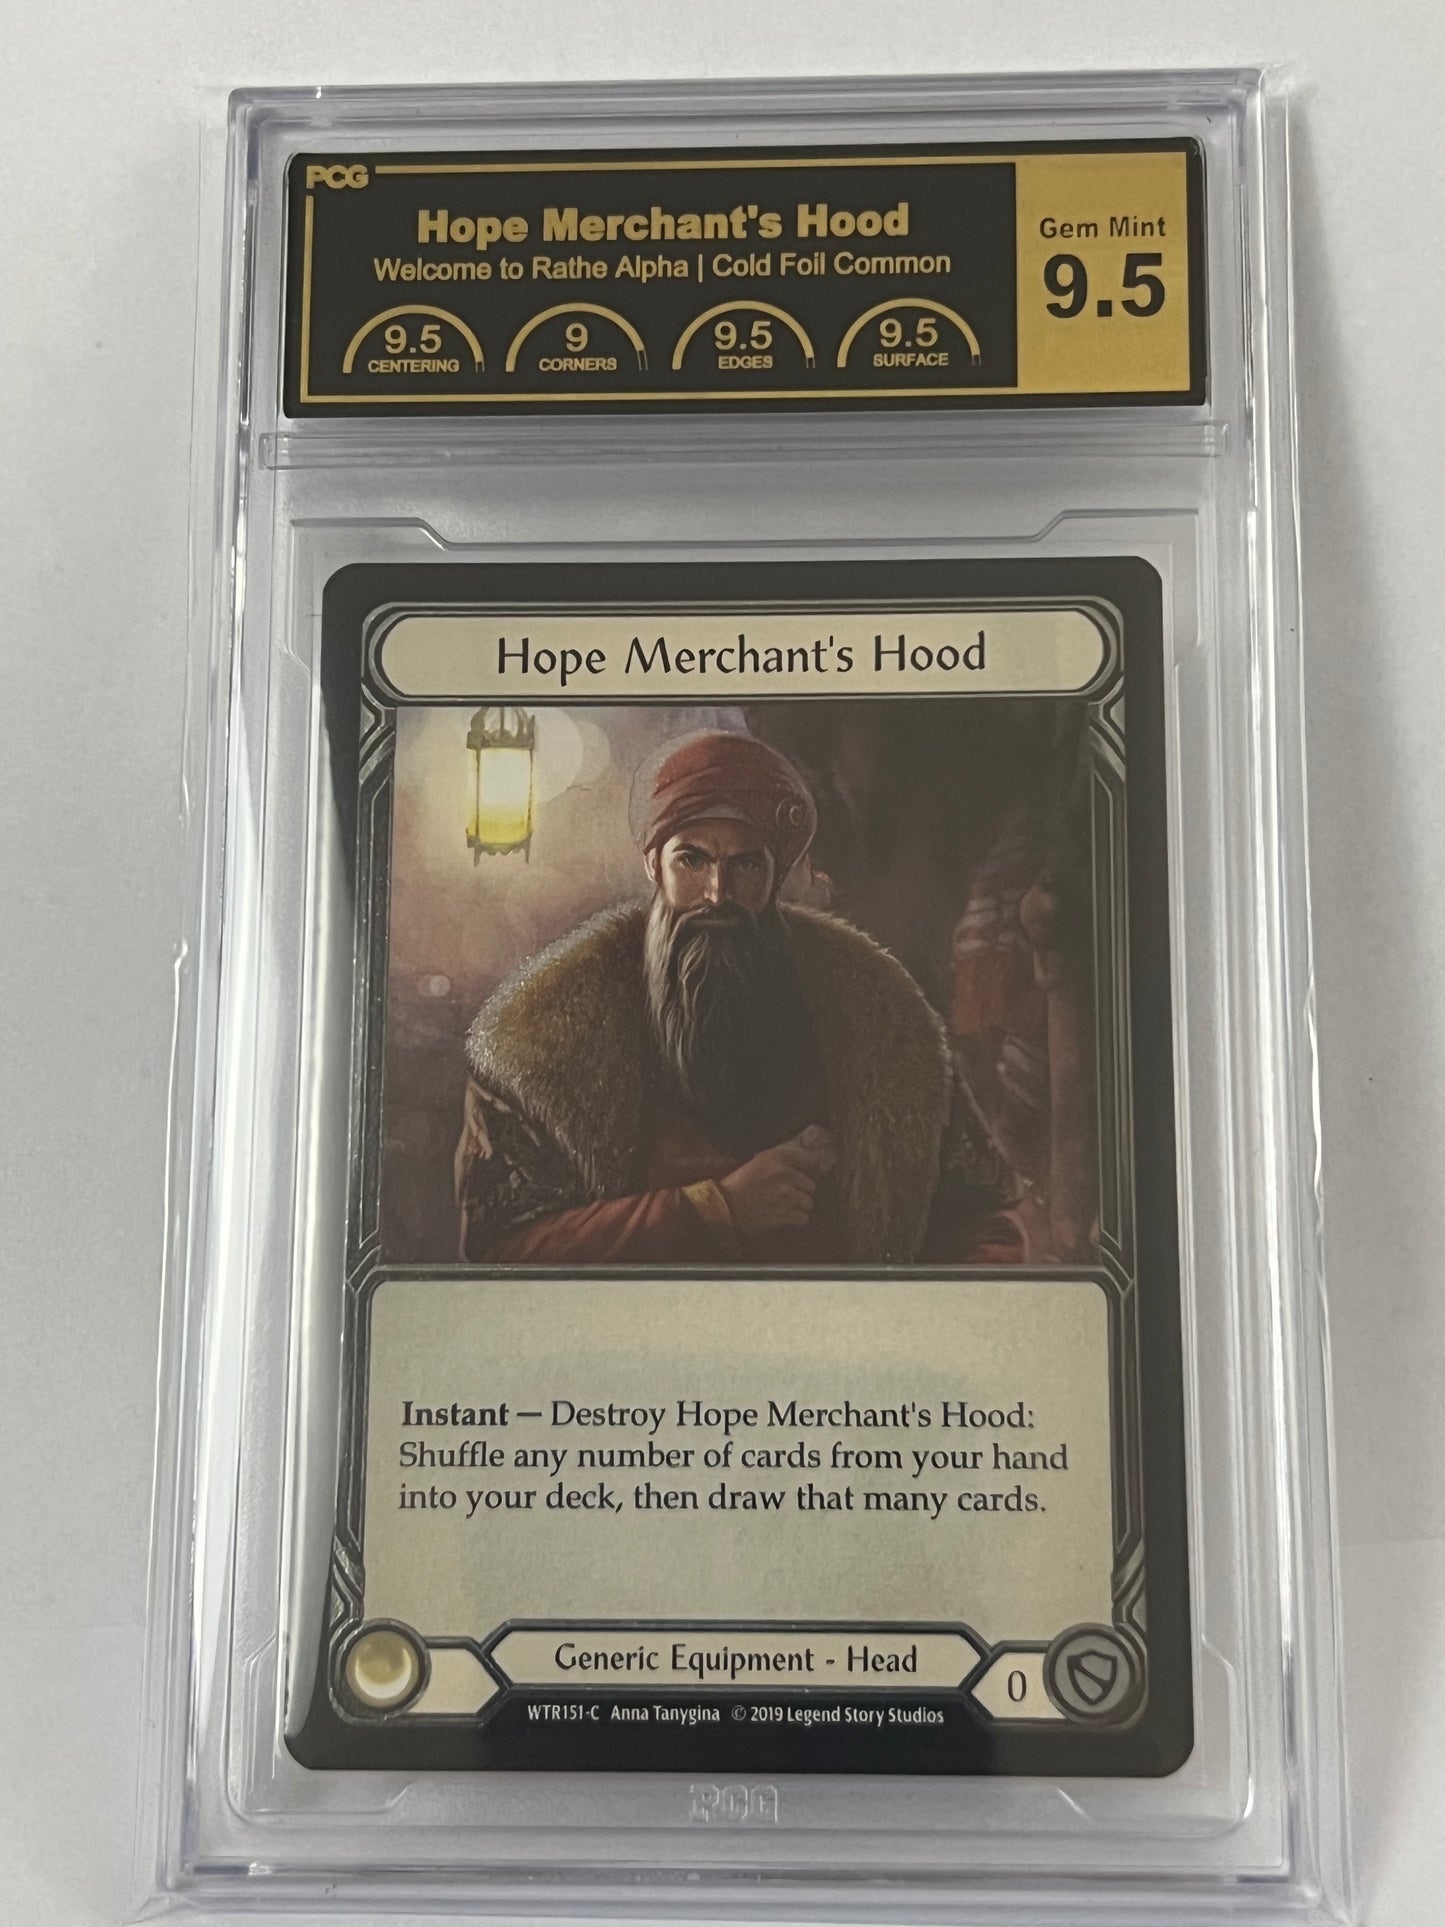 PCG
Hope Merchant's Hood
Welcome to Rathe Alpha | Cold Foil Common
9.5
CENTERING
9
CORNERS
9.5
EDGES
9.5
SURFACE
Gem Mint
9.5
Hope Merchant's Hood
Instant — Destroy Hope Merchant's Hood:
Shuffle any number of cards from your hand
into your deck, then draw that many cards.
Generic Equipment - Head
0
WTR151-C Anna Tanygina © 2019 Legend Story Studios
PCG